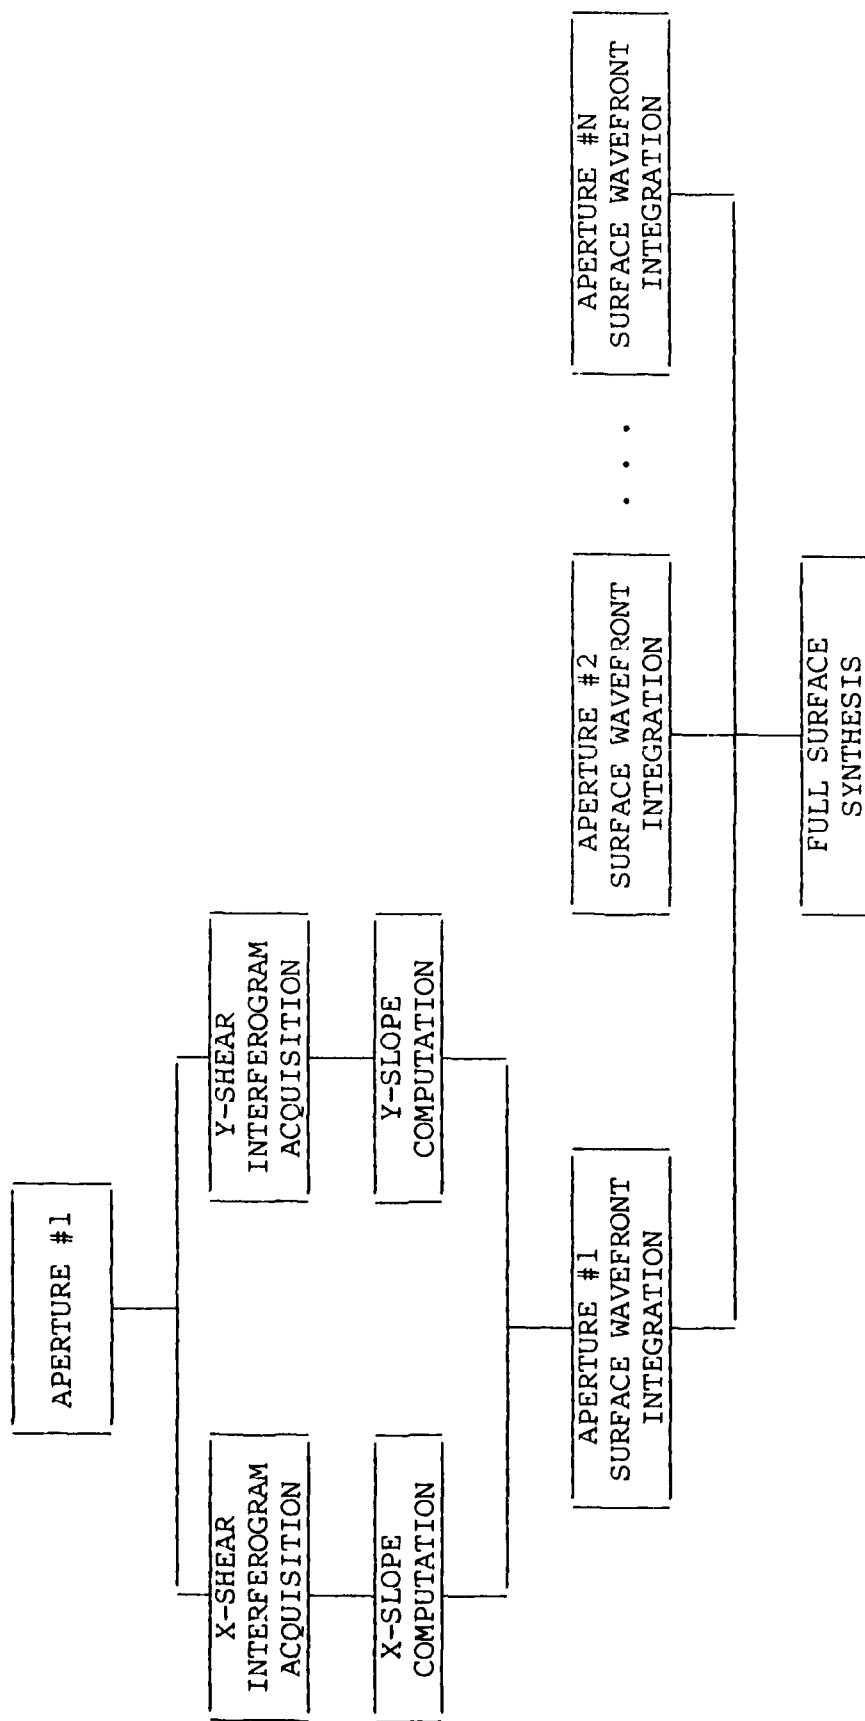 APERTURE #1
X-SHEAR
INTERFEROGRAM
ACQUISITION
Y-SHEAR
INTERFEROGRAM
ACQUISITION
X-SLOPE
COMPUTATION
Y-SLOPE
COMPUTATION
APERTURE #1
SURFACE WAVEFRONT
INTEGRATION
APERTURE #2
SURFACE WAVEFRONT
INTEGRATION
. . .
APERTURE #N
SURFACE WAVEFRONT
INTEGRATION
FULL SURFACE
SYNTHESIS